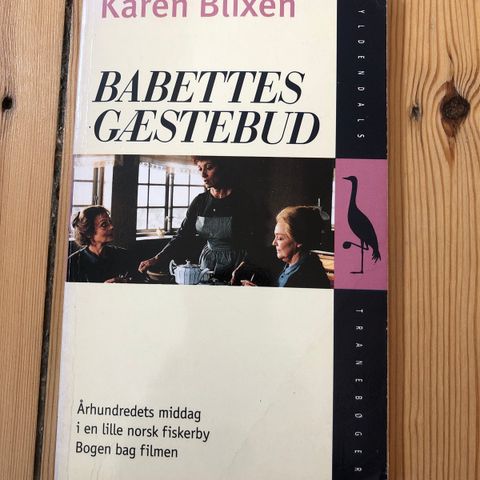 Karen Blixen
BABETTES
GÆSTEBUD
Århundredets middag
i en lille norsk fiskerby
Bogen bag filmen
GYLDENDALS
TRANEBØGER